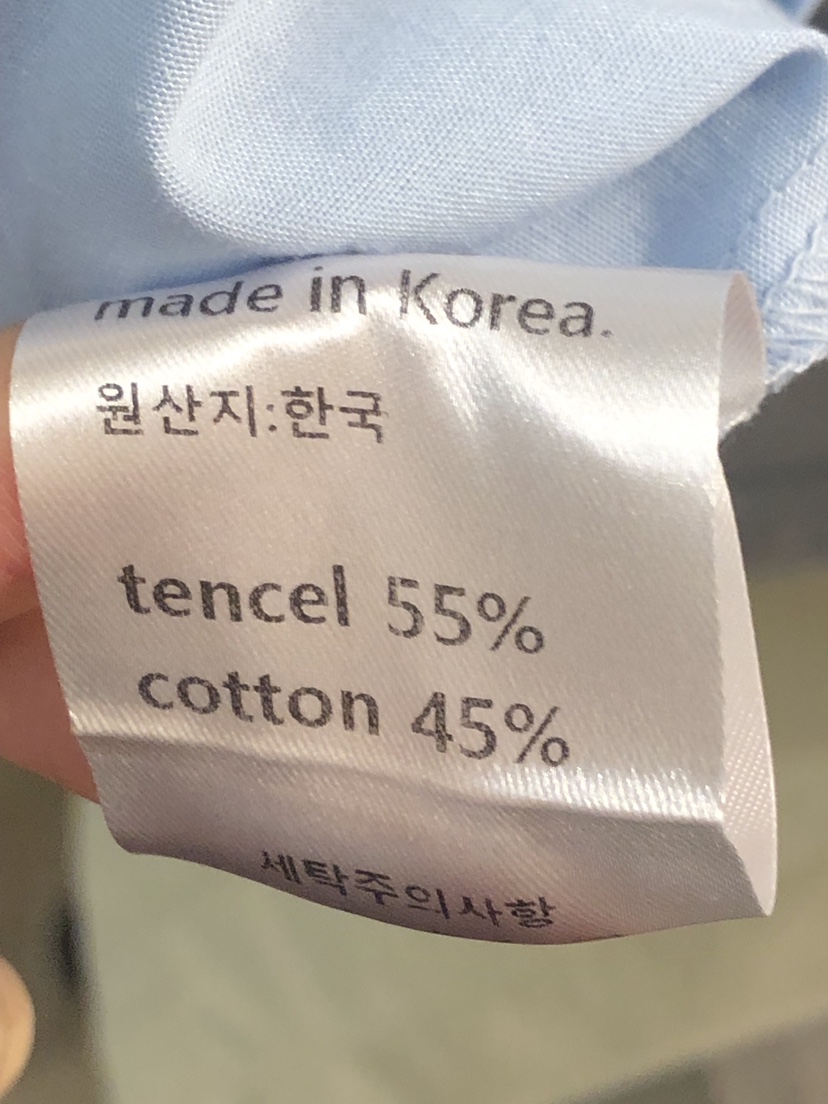 made in Korea.
원산지:한국
tencel 55%
cotton 45%
세탁주의사항